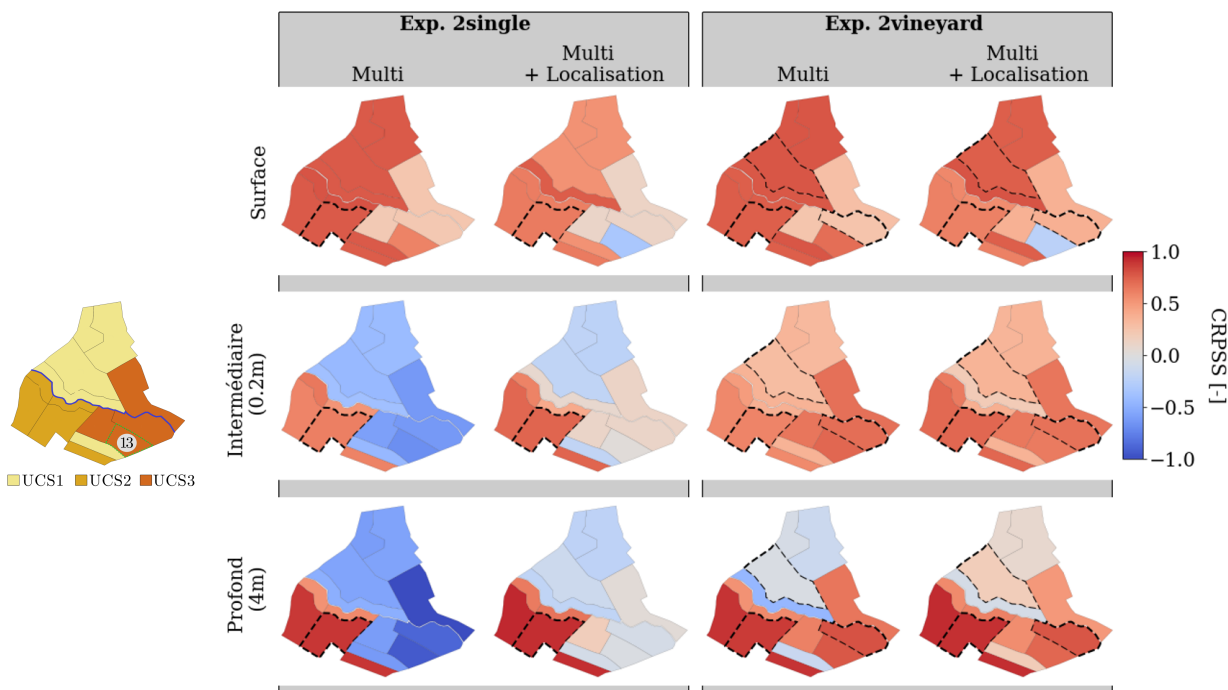 Exp. 2single
Exp. 2vineyard
Multi
Multi
+ Localisation
Multi
Multi
+ Localisation
Surface
Intermédiaire
(0.2m)
Profond
(4m)
13
UCS1
UCS2
UCS3
1.0
0.5
0.0
−0.5
−1.0
CRPSS [-]